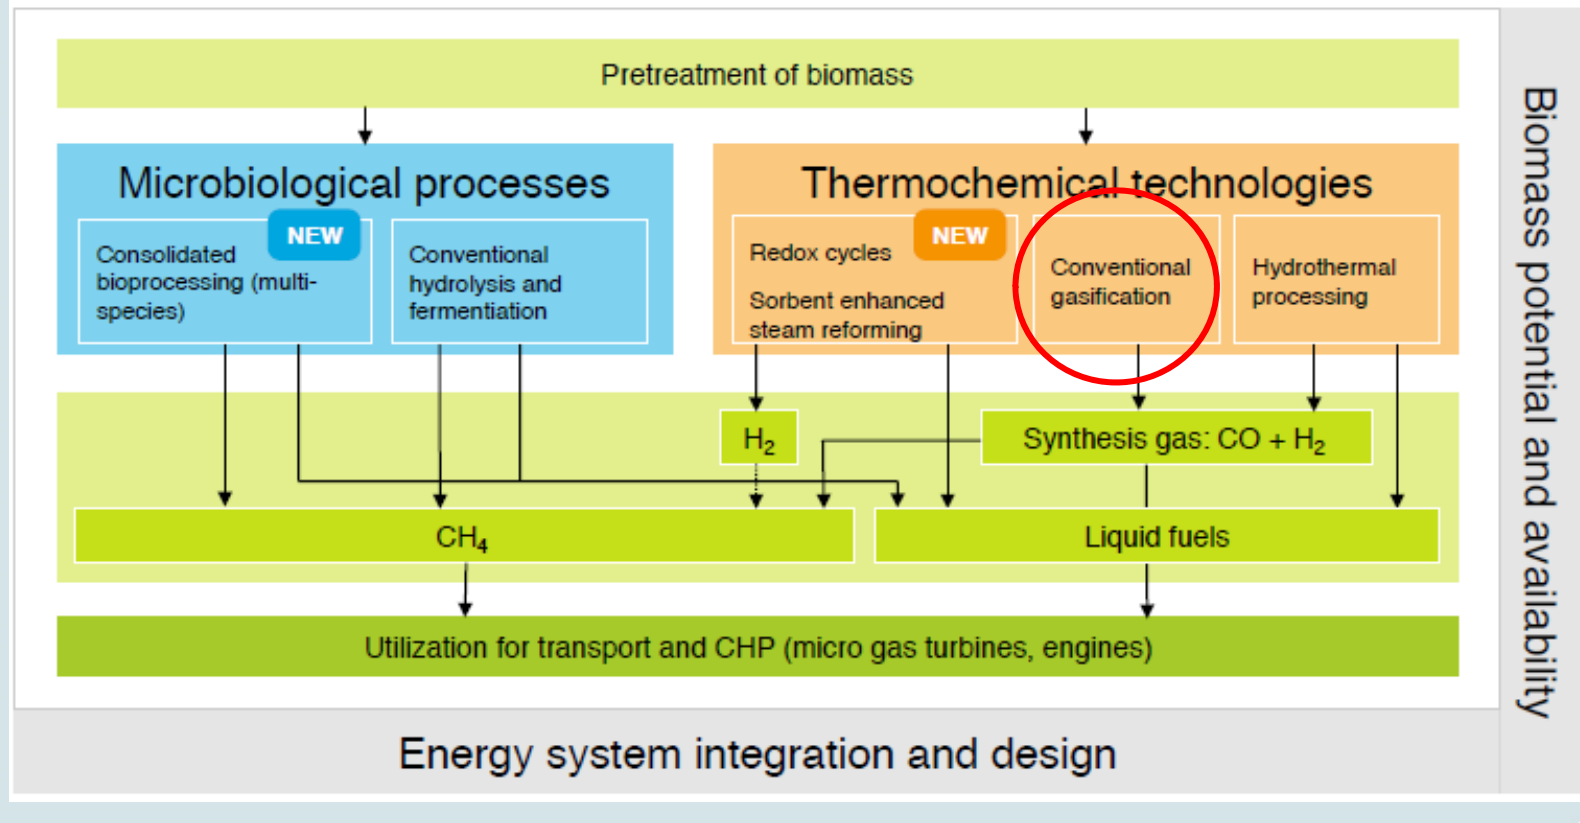 Pretreatment of biomass
Microbiological processes
NEW
Consolidated
bioprocessing (multi-
species)
Conventional
hydrolysis and
fermentiation
Thermochemical technologies
NEW
Redox cycles
Sorbent enhanced
steam reforming
Conventional
gasification
Hydrothermal
processing
H₂
Synthesis gas: CO + H₂
CH₄
Liquid fuels
Utilization for transport and CHP (micro gas turbines, engines)
Energy system integration and design
Biomass potential and availability